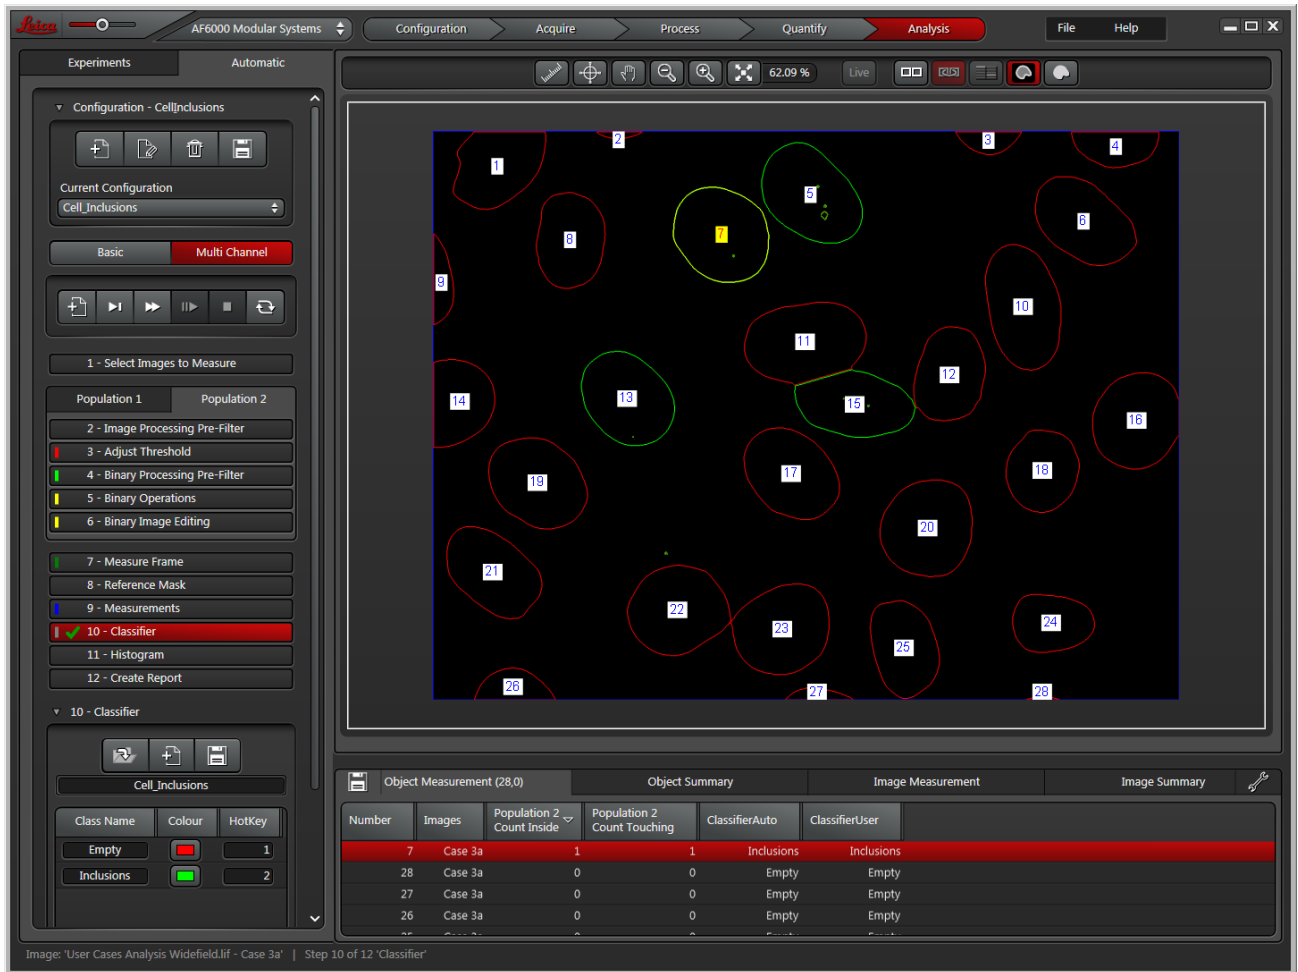 Leica
AF6000 Modular Systems
Configuration
Acquire
Process
Quantify
Analysis
File
Help
Experiments
Automatic
62.09 %
Live
Configuration - Cell_Inclusions
Current Configuration
Cell_Inclusions
Basic
Multi Channel
1 - Select Images to Measure
Population 1
Population 2
2 - Image Processing Pre-Filter
3 - Adjust Threshold
4 - Binary Processing Pre-Filter
5 - Binary Operations
6 - Binary Image Editing
7 - Measure Frame
8 - Reference Mask
9 - Measurements
10 - Classifier
11 - Histogram
12 - Create Report
10 - Classifier
Cell_Inclusions
Class Name Colour HotKey
Empty 1
Inclusions 2
1
2
3
4
5
6
7
8
9
10
11
12
13
14
15
16
17
18
19
20
21
22
23
24
25
26
27
28
Object Measurement (28,0)
Object Summary
Image Measurement
Image Summary
Number Images Population 2 Count Inside Population 2 Count Touching ClassifierAuto ClassifierUser
7 Case 3a 1 1 Inclusions Inclusions
28 Case 3a 0 0 Empty Empty
27 Case 3a 0 0 Empty Empty
26 Case 3a 0 0 Empty Empty
Image: 'User Cases Analysis Widefield.lif - Case 3a' | Step 10 of 12 'Classifier'